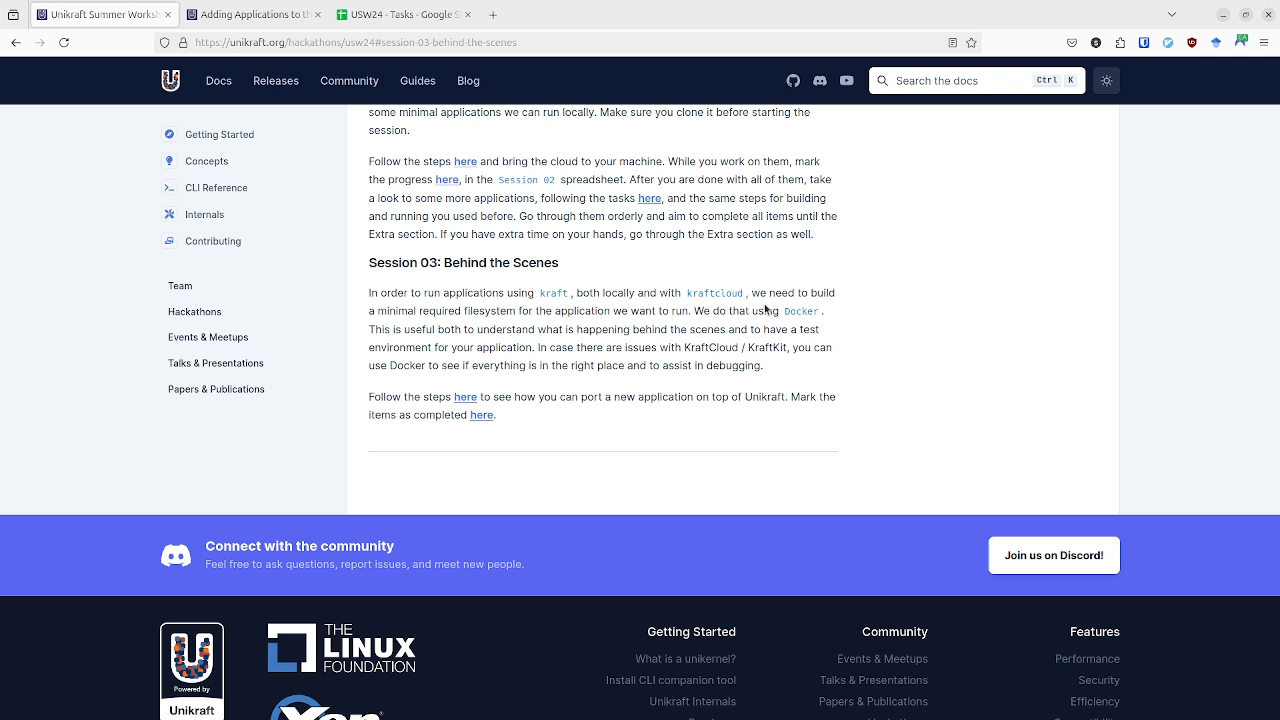 Unikraft Summer Worksh
Adding Applications to th
USW24 - Tasks - Google S
https://unikraft.org/hackathons/usw24#session-03-behind-the-scenes
Docs
Releases
Community
Guides
Blog
Search the docs
Ctrl K
Getting Started
Concepts
CLI Reference
Internals
Contributing
Team
Hackathons
Events & Meetups
Talks & Presentations
Papers & Publications
some minimal applications we can run locally. Make sure you clone it before starting the
session.
Follow the steps here and bring the cloud to your machine. While you work on them, mark
the progress here, in the Session 02 spreadsheet. After you are done with all of them, take
a look to some more applications, following the tasks here, and the same steps for building
and running you used before. Go through them orderly and aim to complete all items until the
Extra section. If you have extra time on your hands, go through the Extra section as well.
Session 03: Behind the Scenes
In order to run applications using kraft, both locally and with kraftcloud, we need to build
a minimal required filesystem for the application we want to run. We do that using Docker.
This is useful both to understand what is happening behind the scenes and to have a test
environment for your application. In case there are issues with KraftCloud / KraftKit, you can
use Docker to see if everything is in the right place and to assist in debugging.
Follow the steps here to see how you can port a new application on top of Unikraft. Mark the
items as completed here.
Connect with the community
Feel free to ask questions, report issues, and meet new people.
Join us on Discord!
Powered by
Unikraft
THE
LINUX
FOUNDATION
Xen
Getting Started
What is a unikernel?
Install CLI companion tool
Unikraft Internals
Community
Events & Meetups
Talks & Presentations
Papers & Publications
Features
Performance
Security
Efficiency